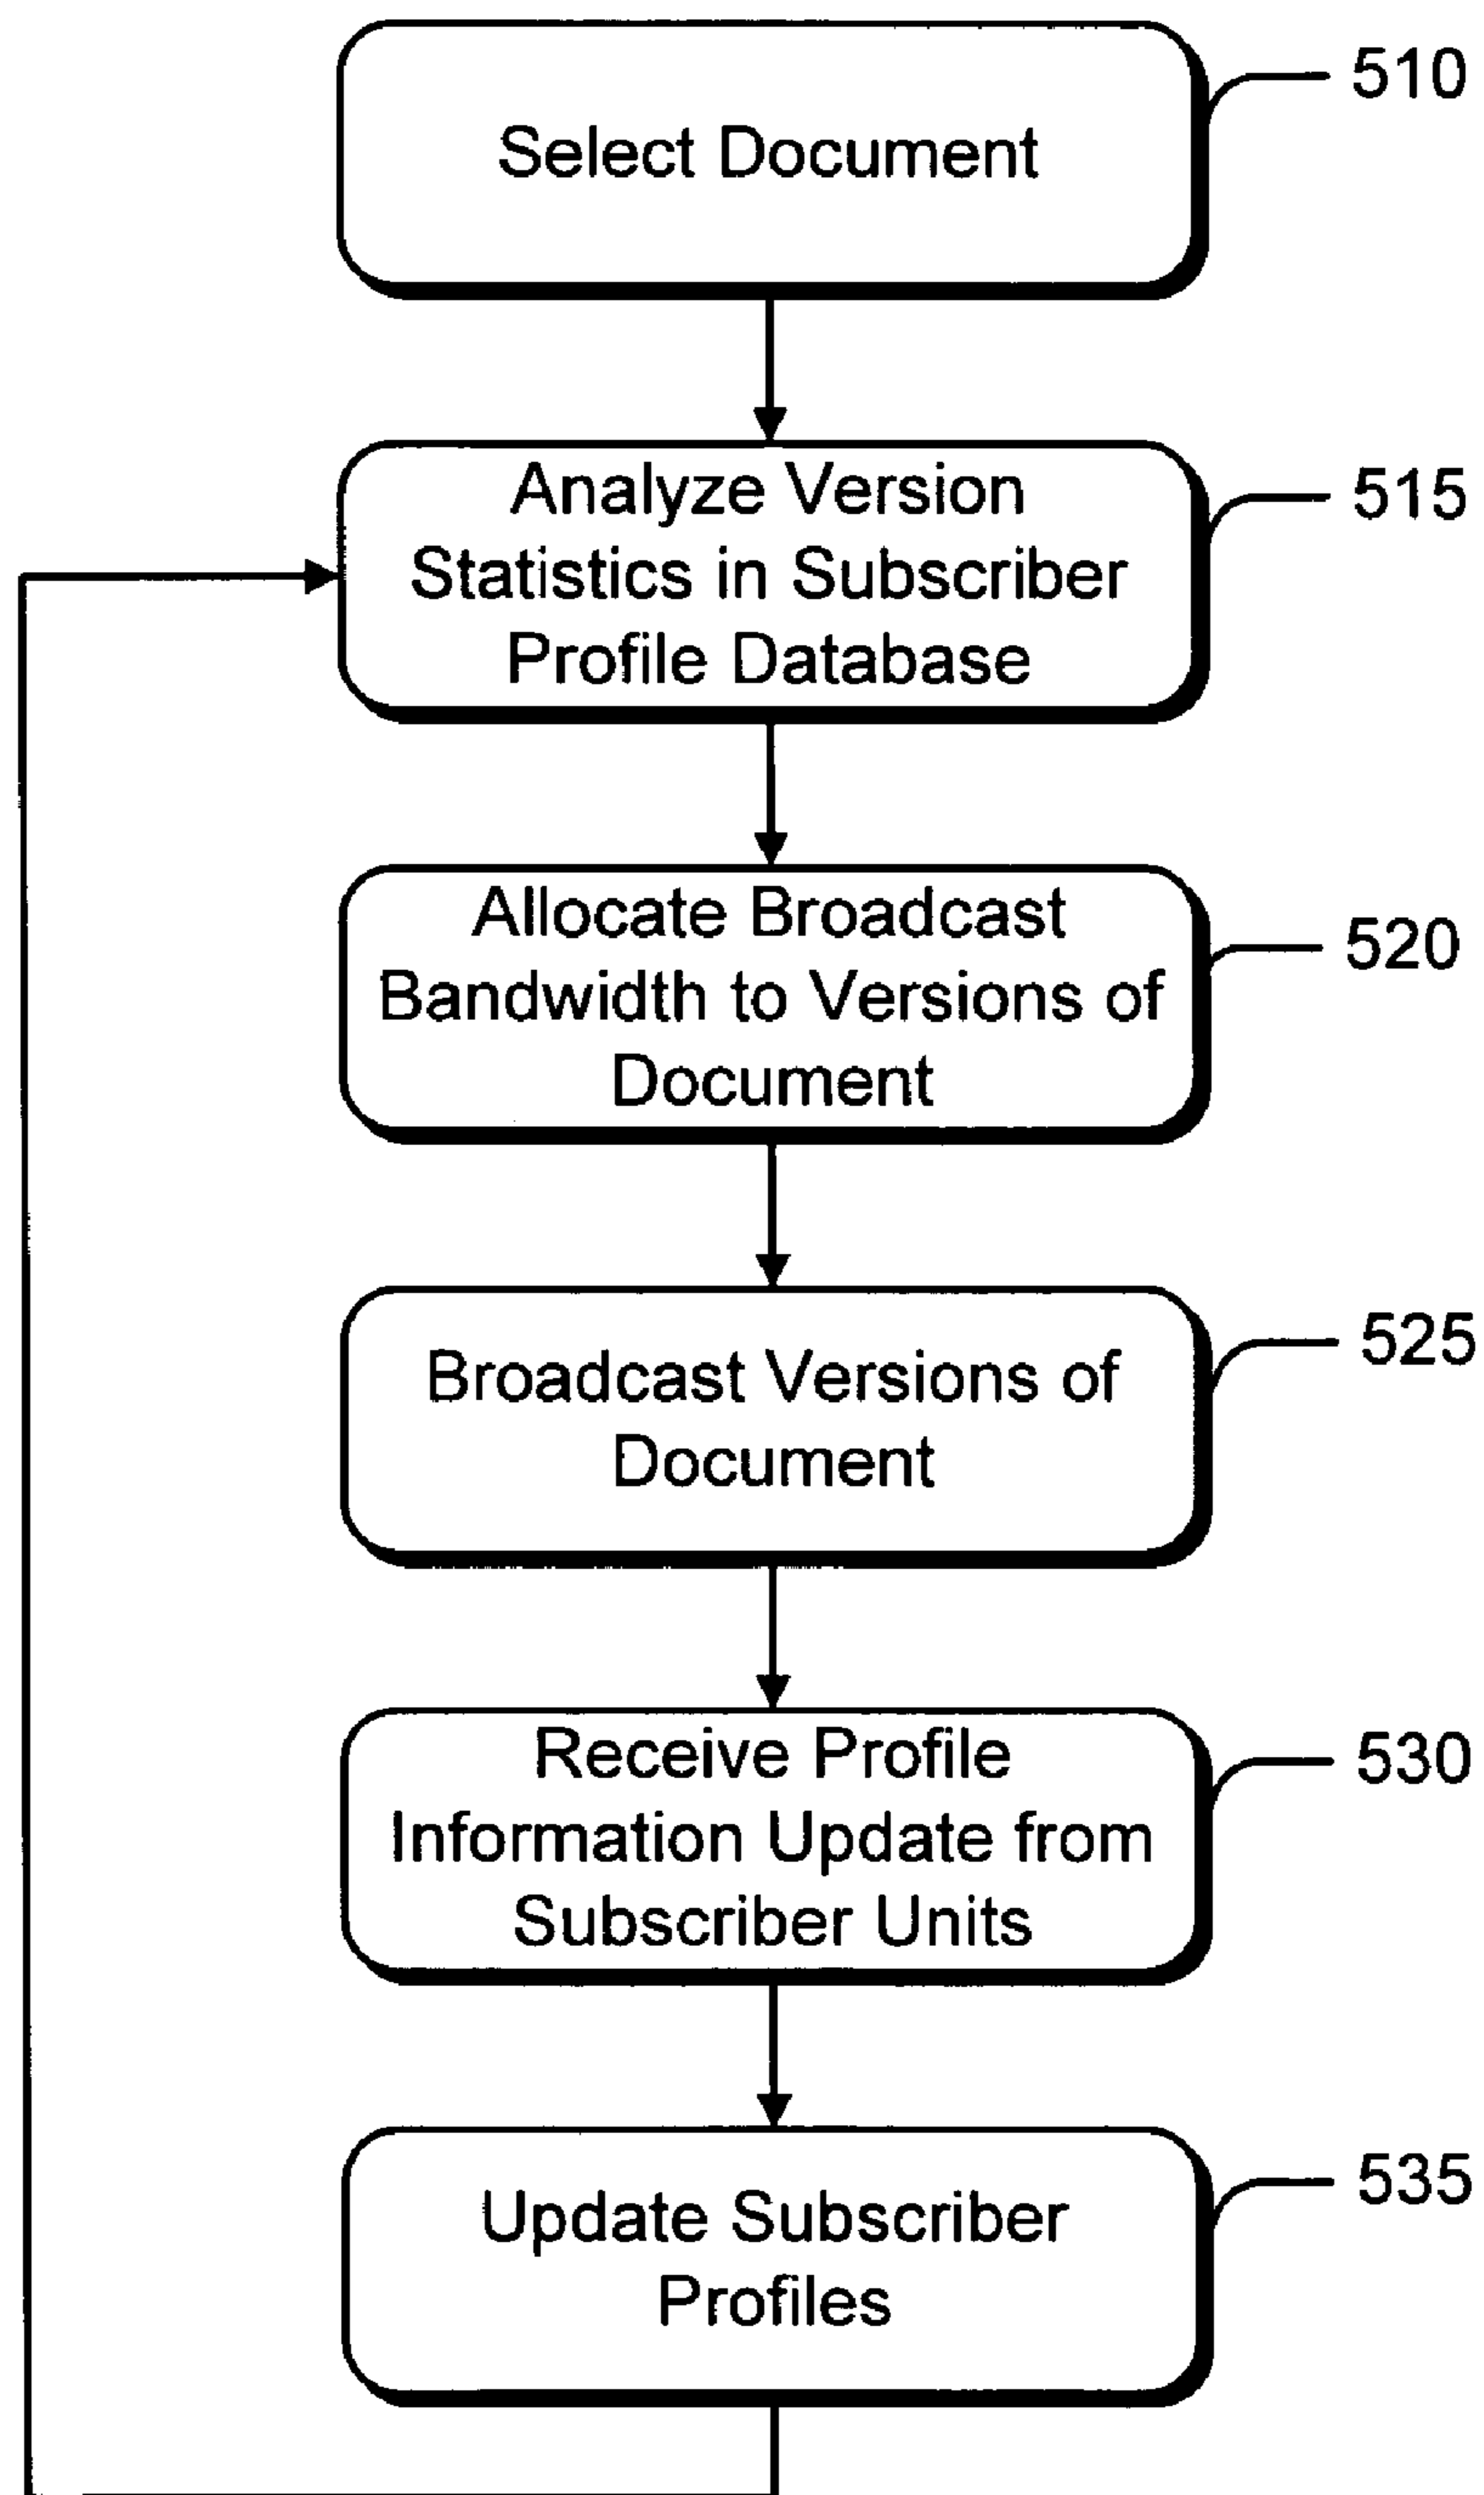 Select Document
510
Analyze Version
Statistics in Subscriber
Profile Database
515
Allocate Broadcast
Bandwidth to Versions of
Document
520
Broadcast Versions of
Document
525
Receive Profile
Information Update from
Subscriber Units
530
Update Subscriber
Profiles
535